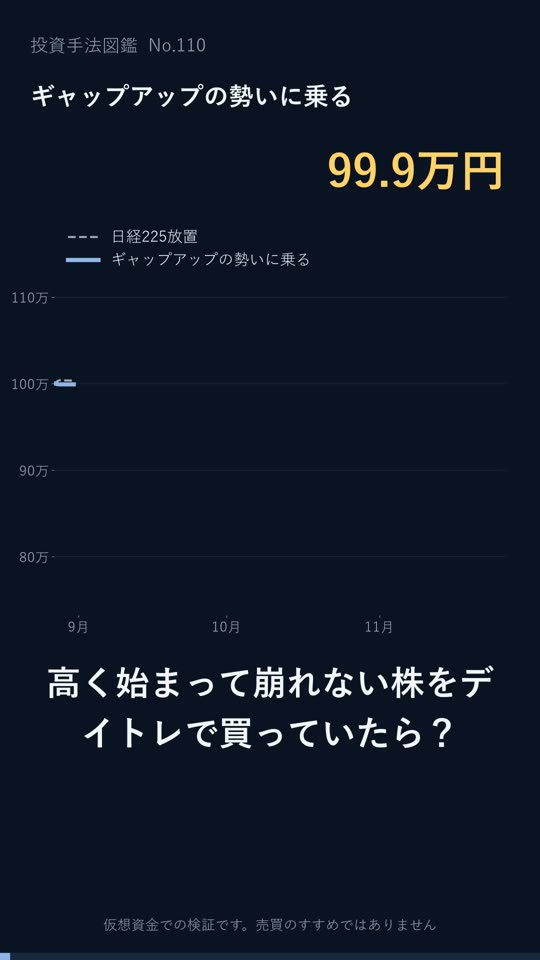 投資手法図鑑 No.110
ギャップアップの勢いに乗る
99.9万円
日経225放置
ギャップアップの勢いに乗る
110万
100万
90万
80万
9月
10月
11月
高く始まって崩れない株をデ
イトレで買っていたら？
仮想資金での検証です。売買のすすめではありません